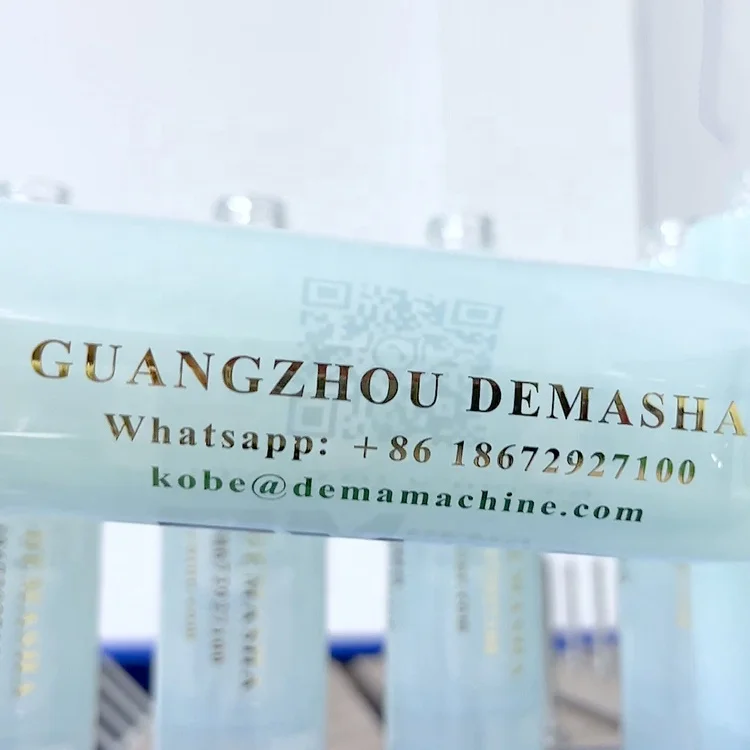 GUANGZHOU DEMASHA
Whatsapp: +86 18672927100
kobe@demamachine.com